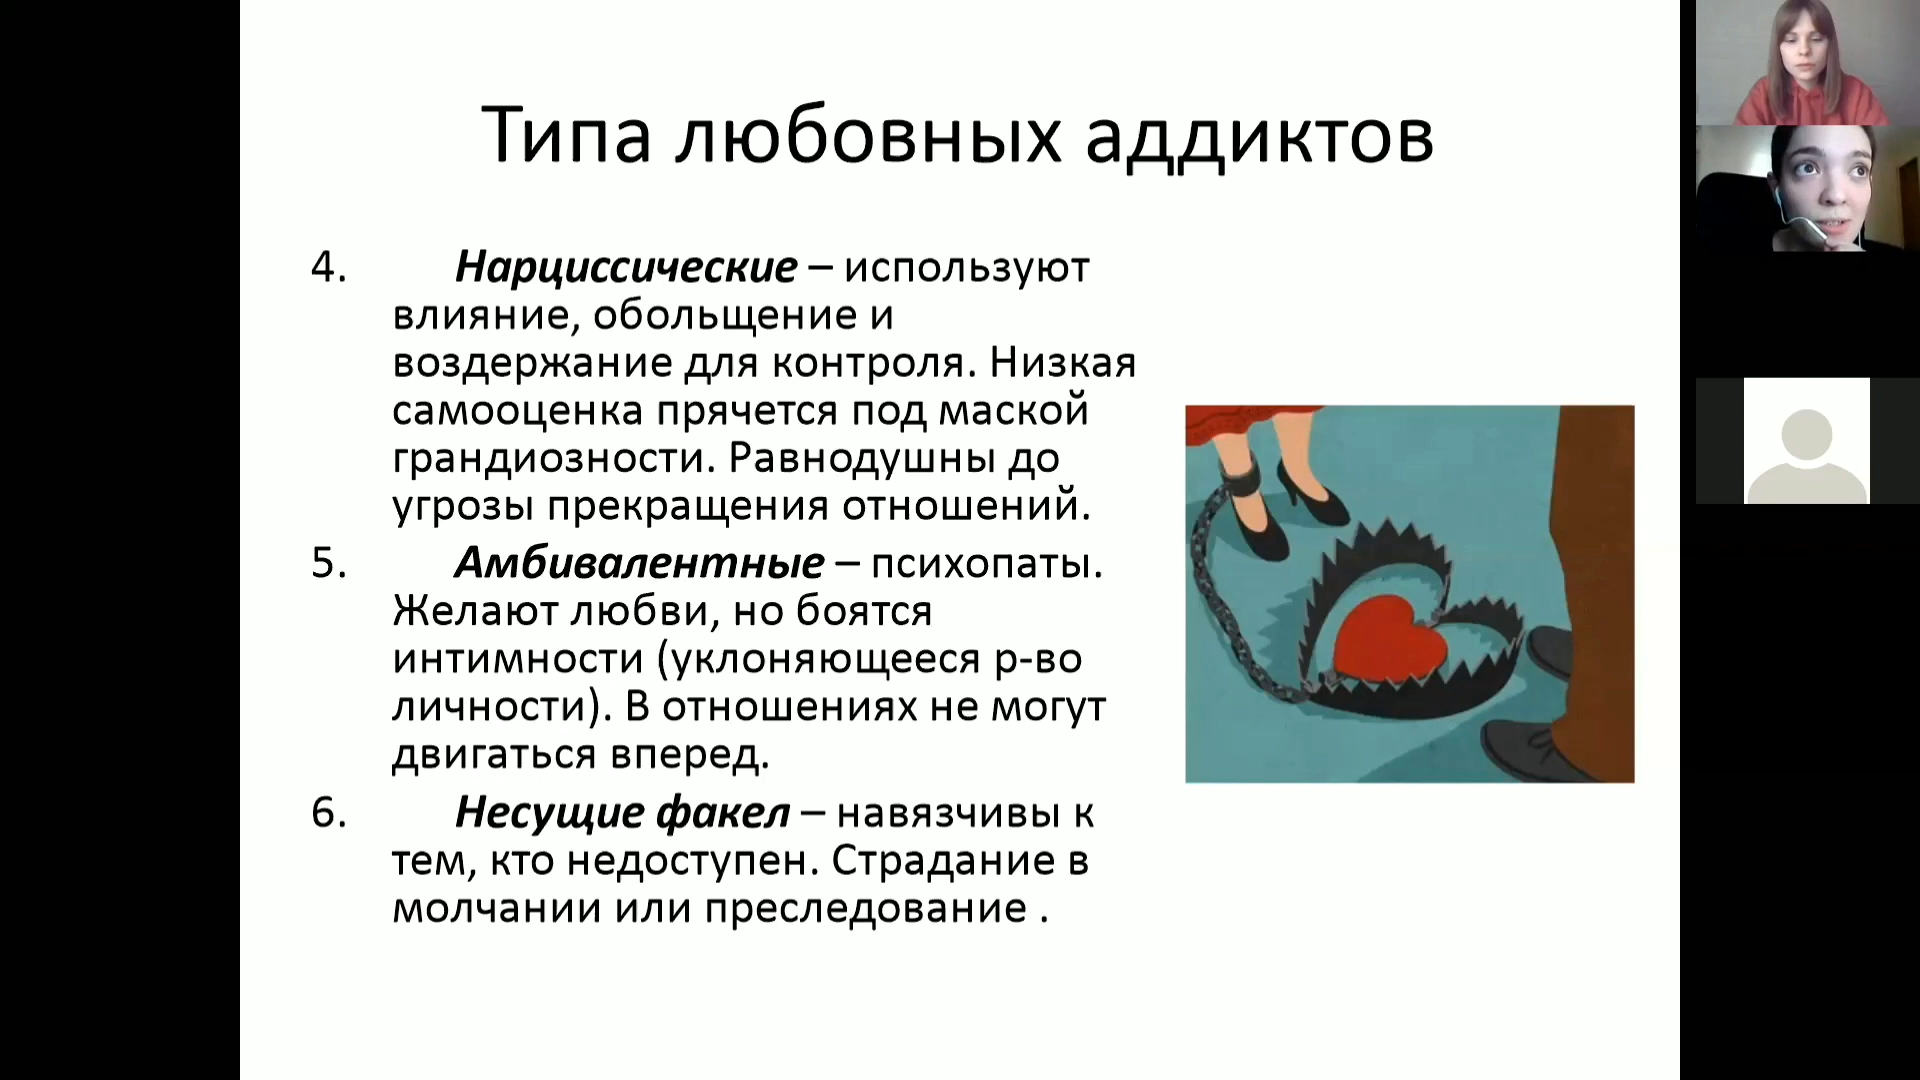 Типа любовных аддиктов
4. Нарциссические – используют
влияние, обольщение и
воздержание для контроля. Низкая
самооценка прячется под маской
грандиозности. Равнодушны до
угрозы прекращения отношений.
5. Амбивалентные – психопаты.
Желают любви, но боятся
интимности (уклоняющееся р-во
личности). В отношениях не могут
двигаться вперед.
6. Несущие факел – навязчивы к
тем, кто недоступен. Страдание в
молчании или преследование .